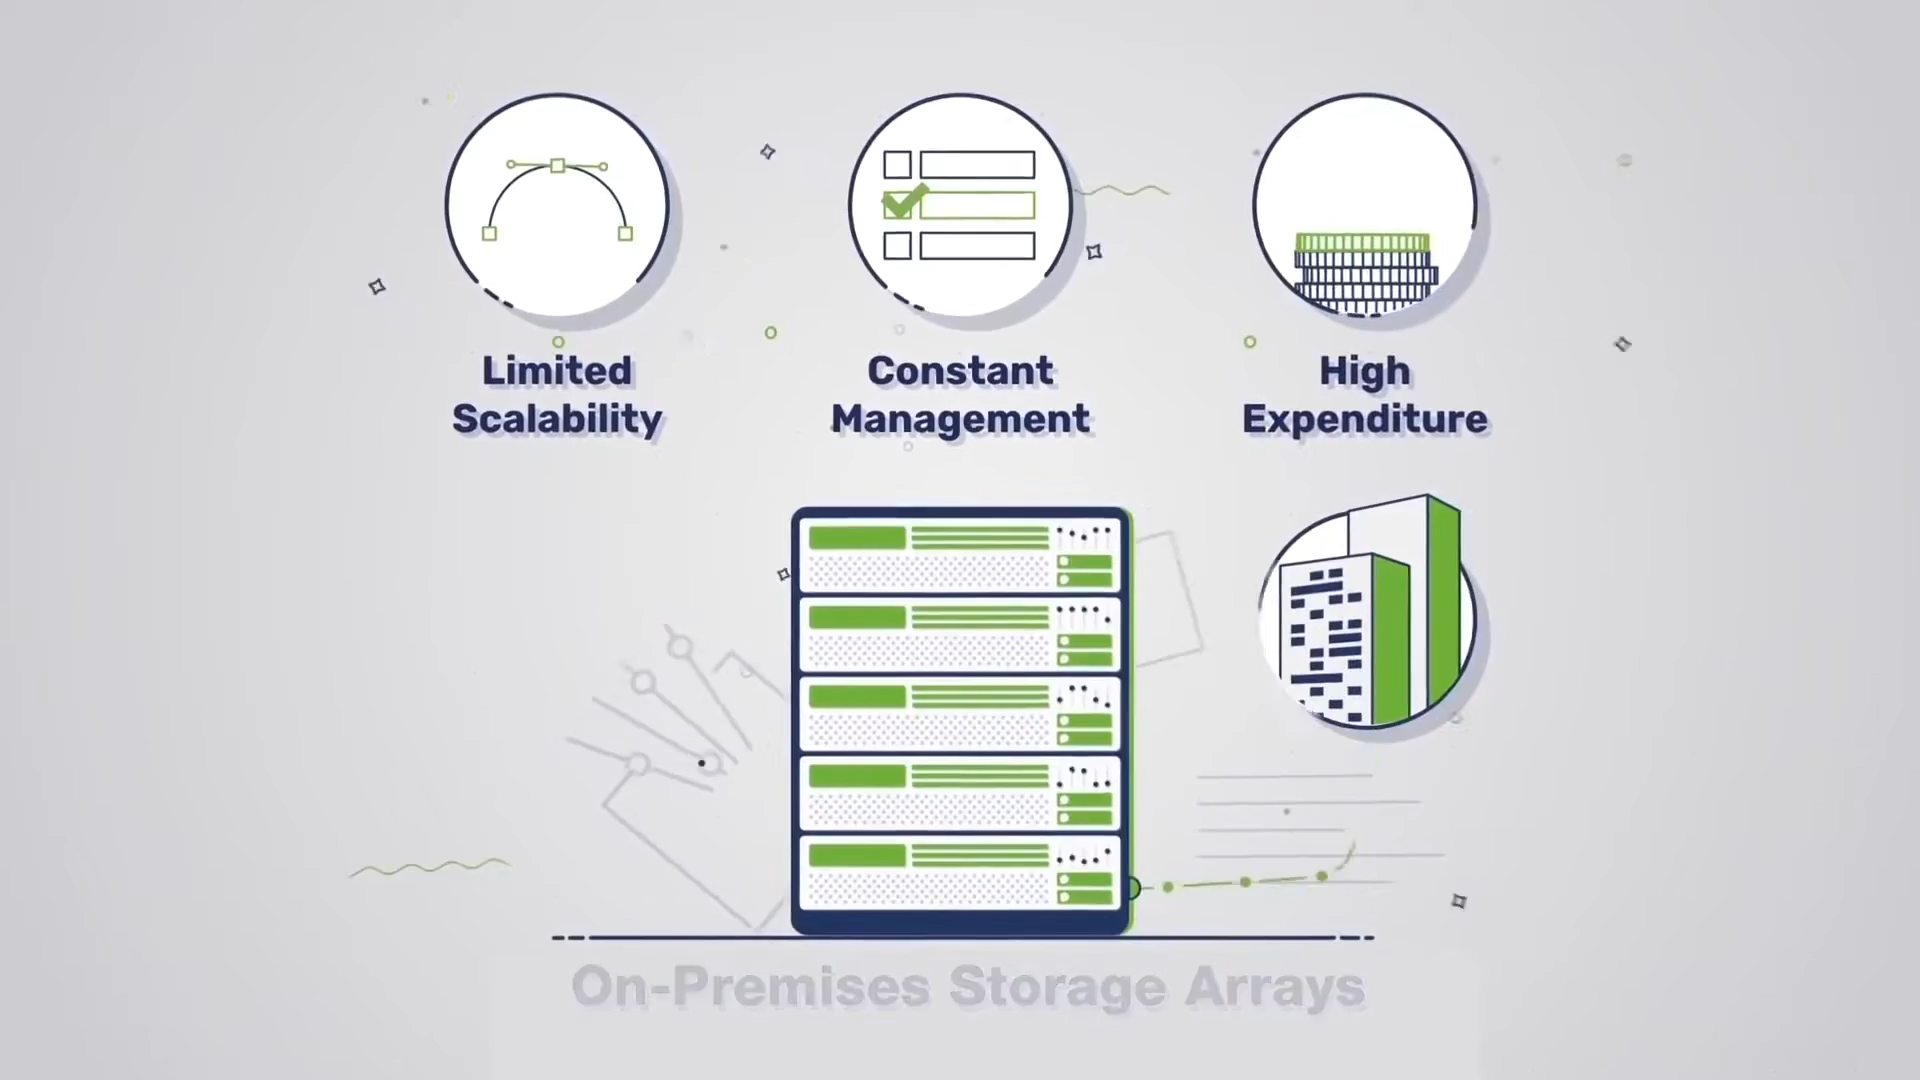 Limited
Scalability
Constant
Management
High
Expenditure
On-Premises Storage Arrays